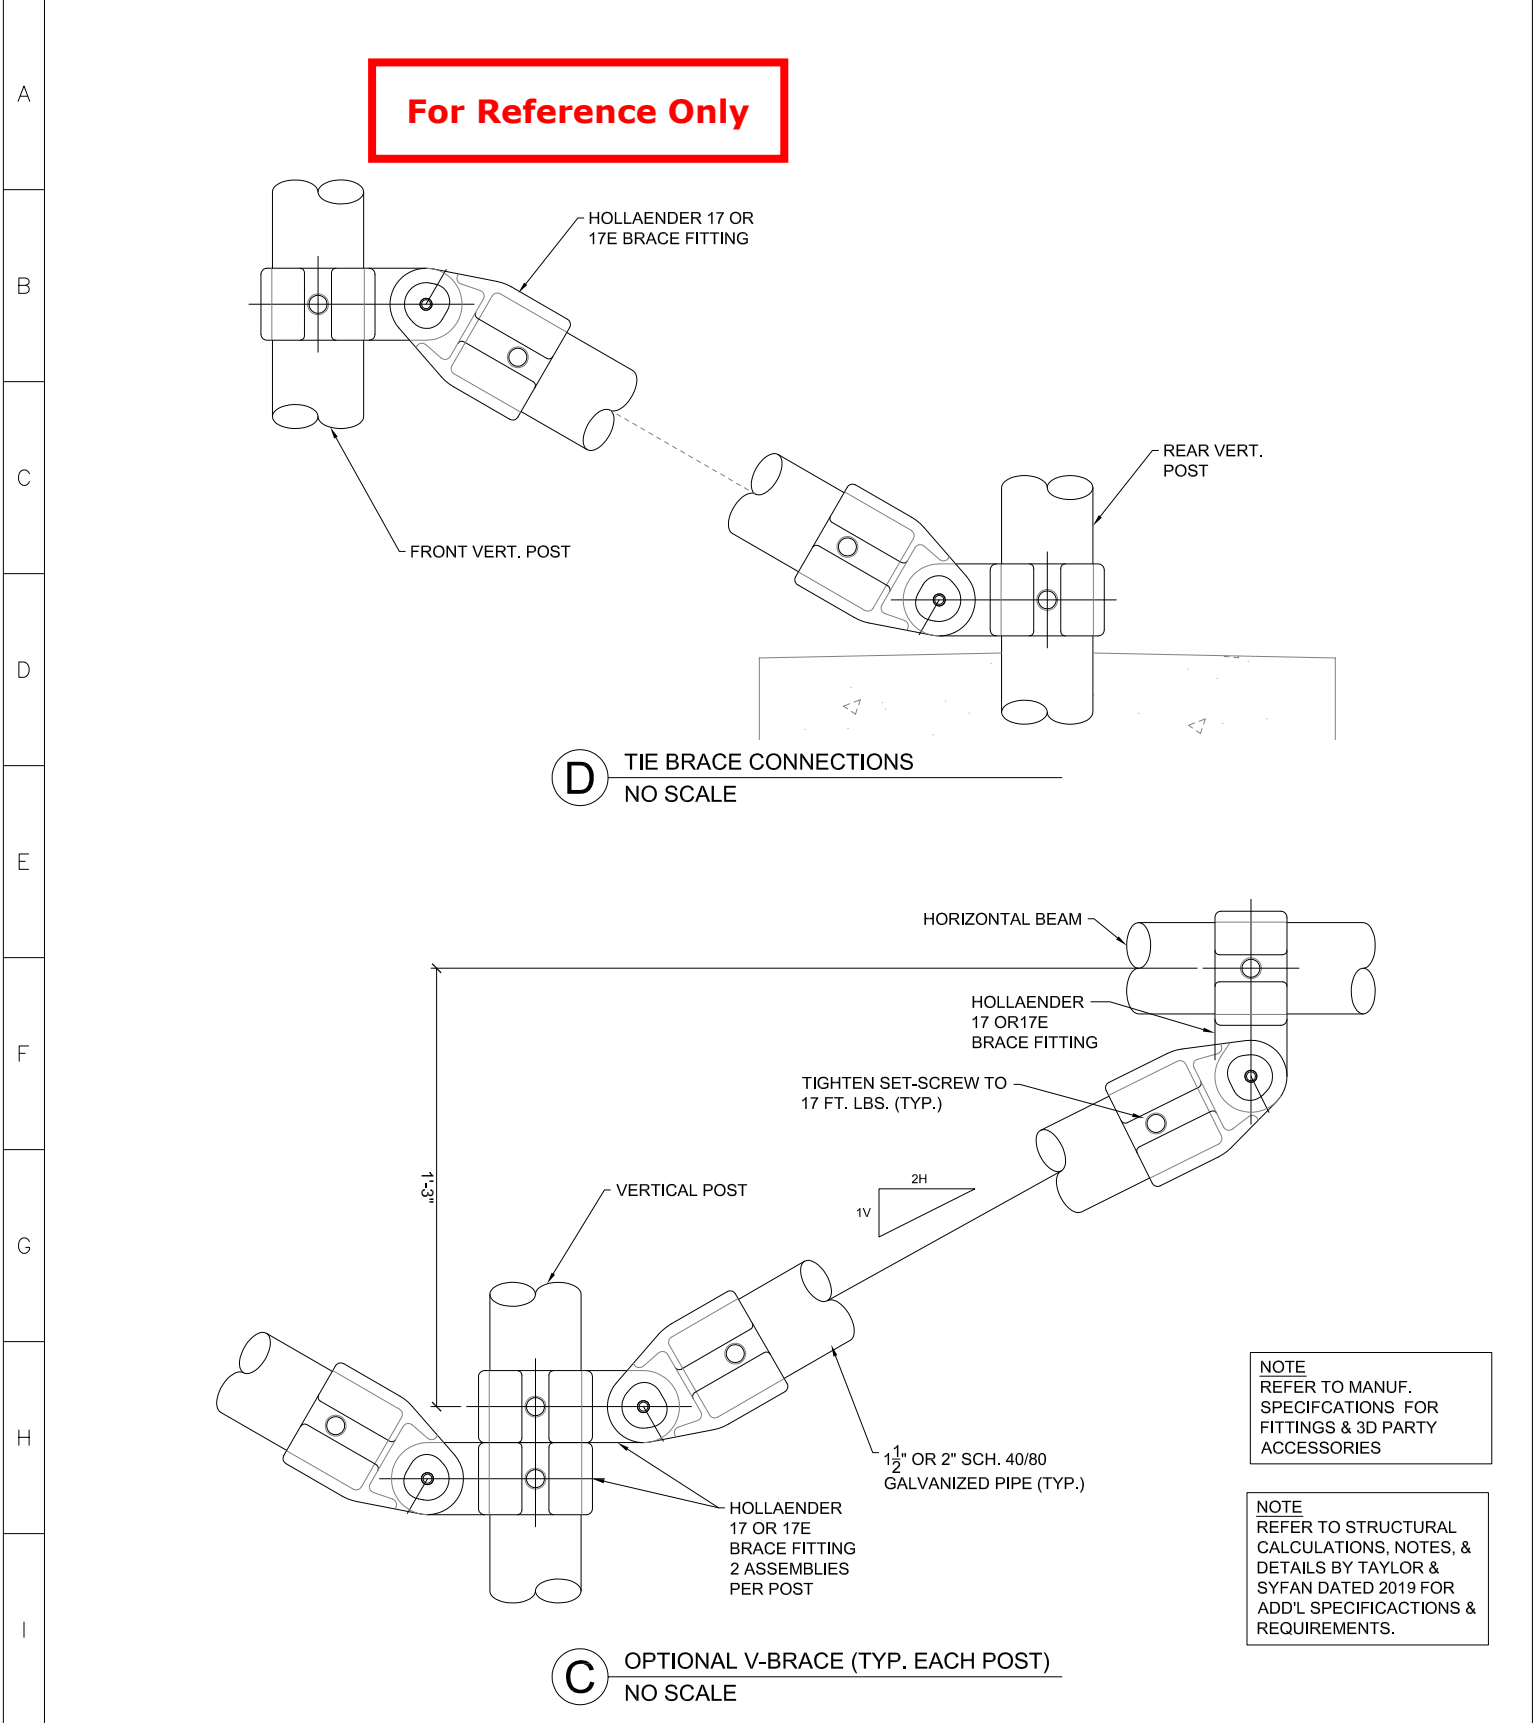 A
B
C
D
E
F
G
H
I
For Reference Only
HOLLAENDER 17 OR
17E BRACE FITTING
REAR VERT.
POST
FRONT VERT. POST
D
TIE BRACE CONNECTIONS
NO SCALE
HORIZONTAL BEAM
HOLLAENDER
17 OR17E
BRACE FITTING
TIGHTEN SET-SCREW TO
17 FT. LBS. (TYP.)
1'-3"
2H
1V
VERTICAL POST
1 1/2" OR 2" SCH. 40/80
GALVANIZED PIPE (TYP.)
HOLLAENDER
17 OR 17E
BRACE FITTING
2 ASSEMBLIES
PER POST
NOTE
REFER TO MANUF.
SPECIFCATIONS FOR
FITTINGS & 3D PARTY
ACCESSORIES
NOTE
REFER TO STRUCTURAL
CALCULATIONS, NOTES, &
DETAILS BY TAYLOR &
SYFAN DATED 2019 FOR
ADD'L SPECIFICACTIONS &
REQUIREMENTS.
C
OPTIONAL V-BRACE (TYP. EACH POST)
NO SCALE